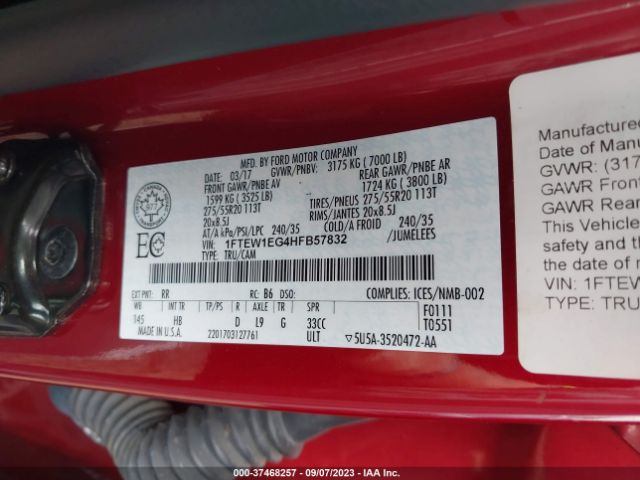 MFD. BY FORD MOTOR COMPANY
DATE: 03/17 GVWR/PNBV: 3175 KG ( 7000 LB)
FRONT GAWR/PNBE AV REAR GAWR/PNBE AR
1599 KG ( 3525 LB) 1724 KG ( 3800 LB)
275/55R20 113T TIRES/PNEUS 275/55R20 113T
20x8.5J RIMS/JANTES 20x8.5J
AT/A kPa/PSI/LPC 240/35 COLD/A FROID 240/35
VIN: 1FTEW1EG4HFB57832 /JUMELEES
TYPE: TRU/CAM
EC
EXT PNT: RR RC: B6 DSO: COMPLIES: ICES/NMB-002
WB INT TR TP/PS R AXLE TR SPR F0111
145 HB D L9 G 33CC T0551
MADE IN U.S.A. 2201703127761 ULT ▽5U5A-3520472-AA
Manufactured
Date of Manu
GVWR: (317
GAWR Front
GAWR Rear
This Vehicle
safety and th
the date of m
VIN: 1FTEW
TYPE: TRU
000-37468257 - 09/07/2023 - Copyright IAA, LLC.